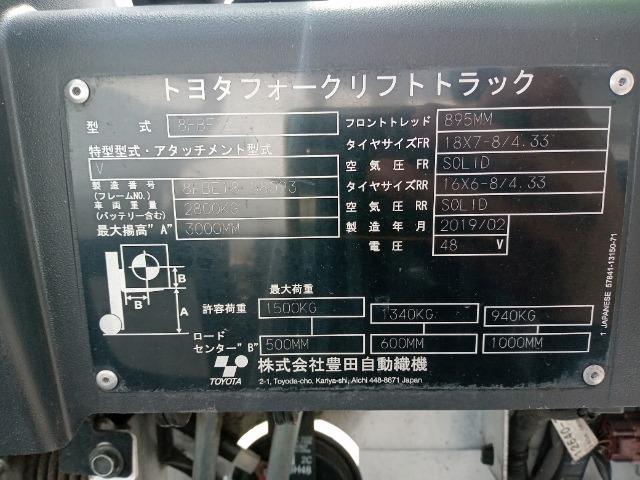 トヨタフォークリフトトラック
型式 フロントトレッド 895MM
特型型式・アタッチメント型式 タイヤサイズFR 18X7-8/4.33
V 空気圧FR SOLID
製造番号 (フレームNO.) タイヤサイズRR 16X6-8/4.33
車両重量 (バッテリー含む) 2800KG 空気圧RR SOLID
最大揚高"A" 3000MM 製造年月 2019/02
電圧 48 V
B
B
A
最大荷重
許容荷重 1500KG 1340KG 940KG
ロード
センター"B" 500MM 600MM 1000MM
TOYOTA 株式会社豊田自動織機
2-1, Toyoda-cho, Kariya-shi, Aichi 448-8671 Japan
1 JAPANESE 57841-13150-71
2C